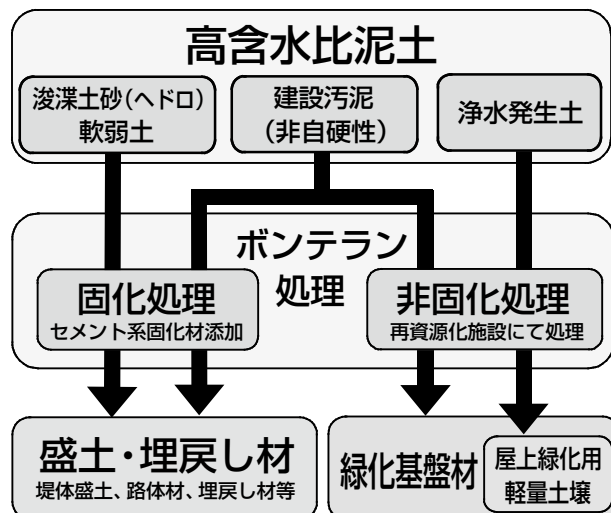 高含水比泥土
浚渫土砂(ヘドロ)
軟弱土
建設汚泥
(非自硬性)
浄水発生土
ボンテラン
処理
固化処理
セメント系固化材添加
非固化処理
再資源化施設にて処理
盛土・埋戻し材
堤体盛土、路体材、埋戻し材等
緑化基盤材
屋上緑化用
軽量土壌